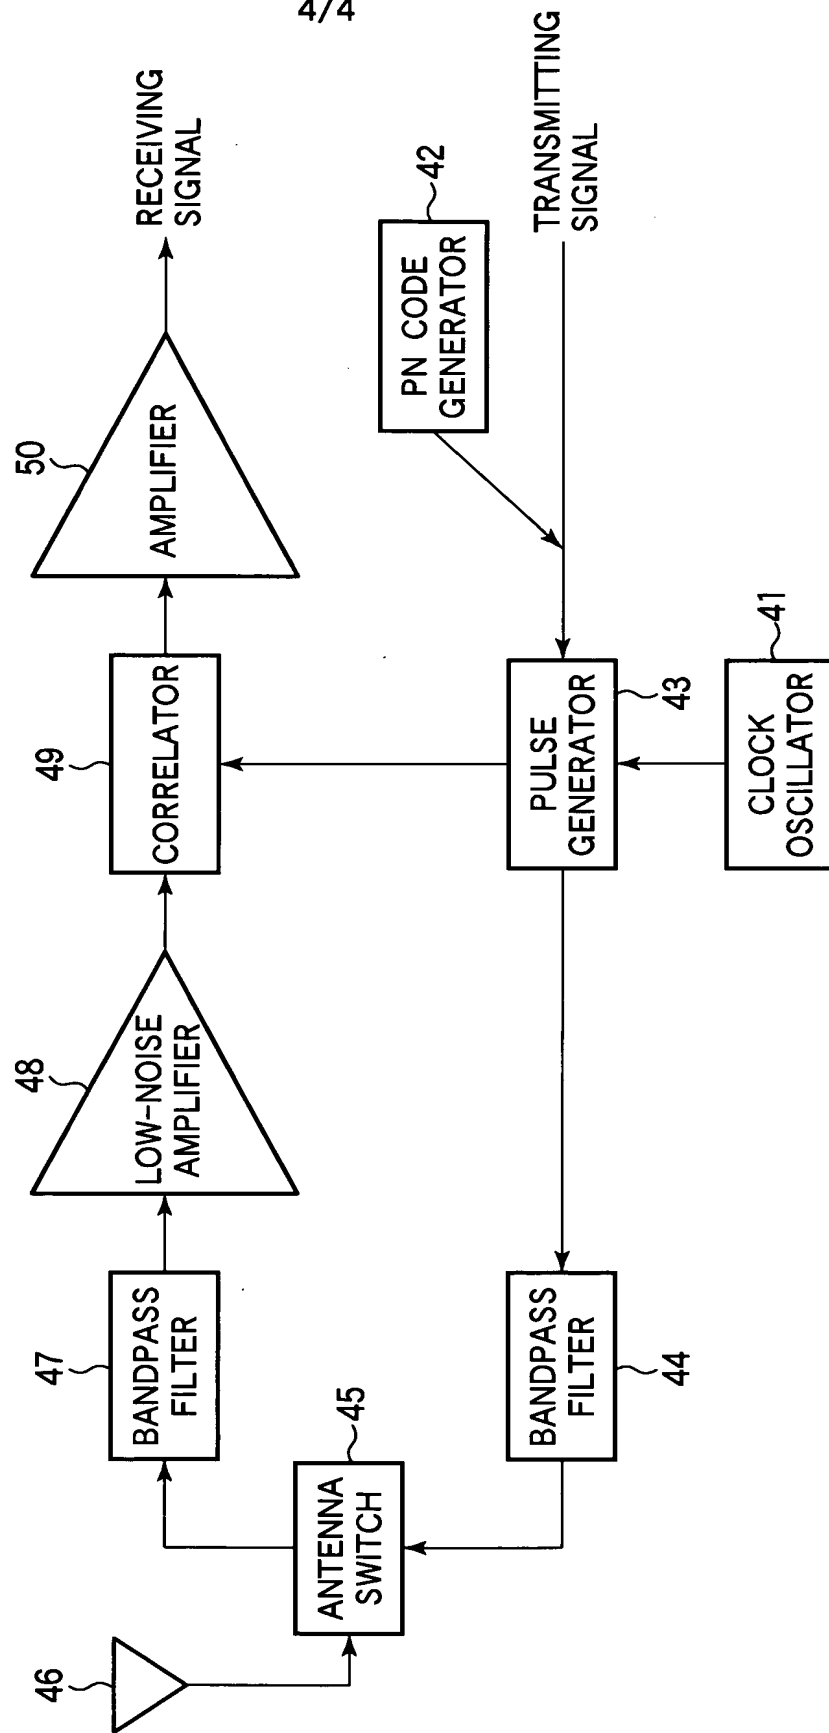 4/4
46
ANTENNA
SWITCH
45
47
BANDPASS
FILTER
48
LOW-NOISE
AMPLIFIER
49
CORRELATOR
50
AMPLIFIER
RECEIVING
SIGNAL
BANDPASS
FILTER
44
PULSE
GENERATOR
43
CLOCK
OSCILLATOR
41
PN CODE
GENERATOR
42
TRANSMITTING
SIGNAL